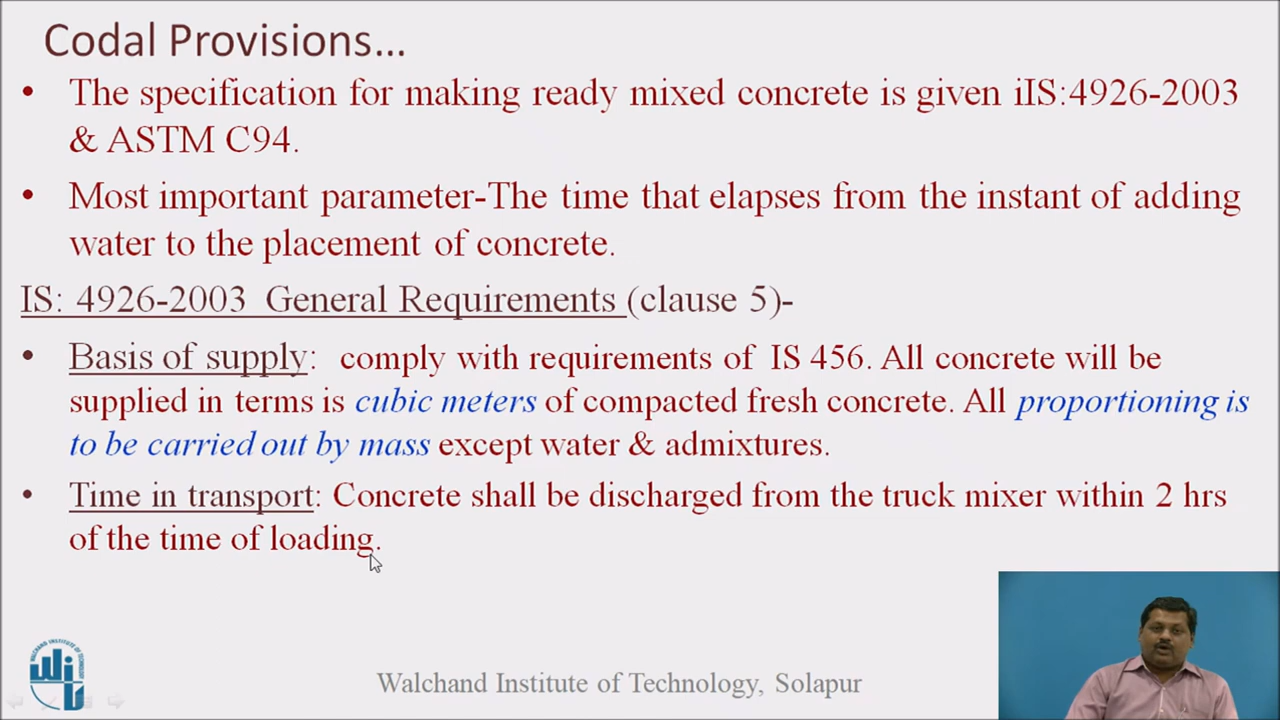 Codal Provisions…
• The specification for making ready mixed concrete is given iIS:4926-2003
& ASTM C94.
• Most important parameter-The time that elapses from the instant of adding
water to the placement of concrete.
IS: 4926-2003 General Requirements (clause 5)-
• Basis of supply: comply with requirements of IS 456. All concrete will be
supplied in terms is cubic meters of compacted fresh concrete. All proportioning is
to be carried out by mass except water & admixtures.
• Time in transport: Concrete shall be discharged from the truck mixer within 2 hrs
of the time of loading.
WALCHAND INSTITUTE OF TECHNOLOGY
Walchand Institute of Technology, Solapur